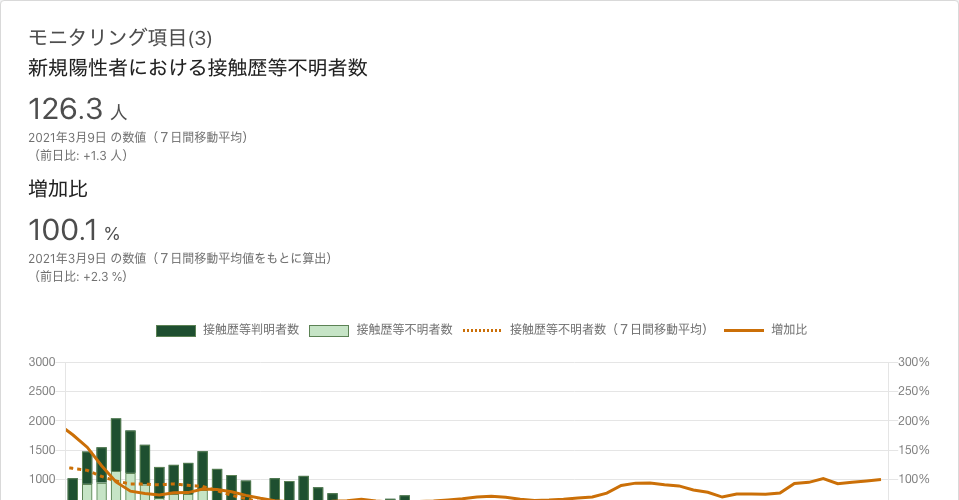 モニタリング項目(3)
新規陽性者における接触歴等不明者数
126.3 人
2021年3月9日 の数値（７日間移動平均）
（前日比: +1.3 人）
増加比
100.1 %
2021年3月9日 の数値（７日間移動平均値をもとに算出）
（前日比: +2.3 %）
接触歴等判明者数 接触歴等不明者数 接触歴等不明者数（７日間移動平均） 増加比
3000 300%
2500 250%
2000 200%
1500 150%
1000 100%